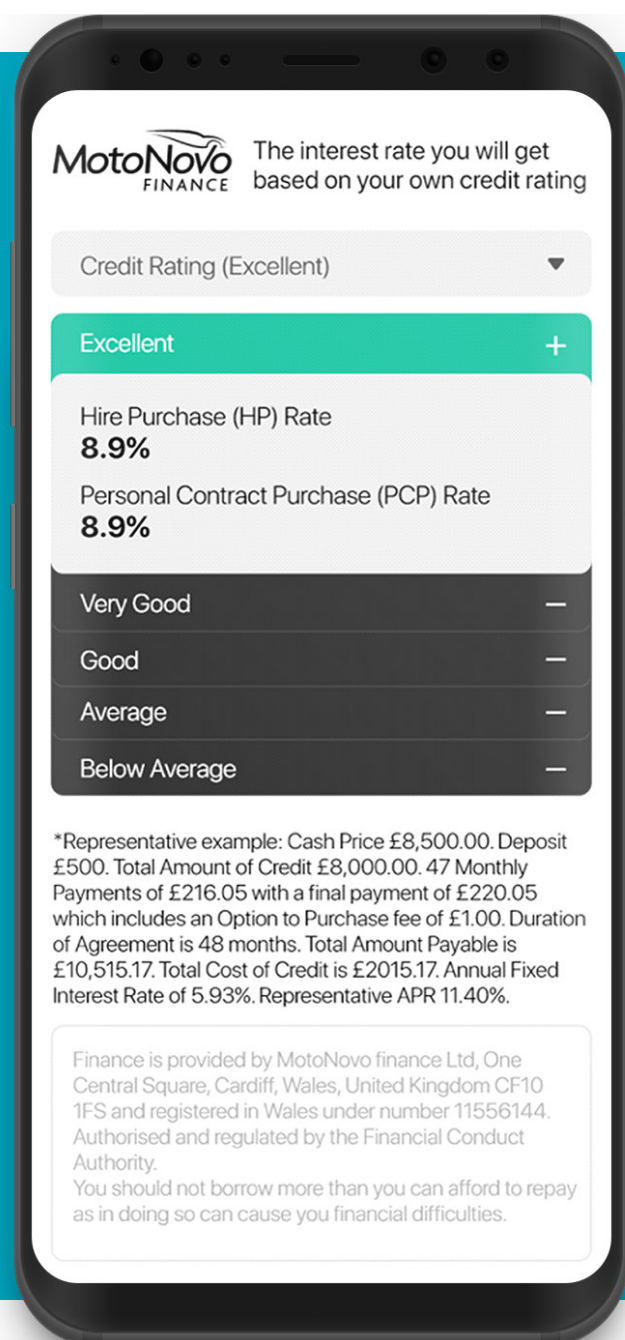 MotoNovo
FINANCE
The interest rate you will get
based on your own credit rating
Credit Rating (Excellent)
Excellent
Hire Purchase (HP) Rate
8.9%
Personal Contract Purchase (PCP) Rate
8.9%
Very Good
Good
Average
Below Average
*Representative example: Cash Price £8,500.00. Deposit
£500. Total Amount of Credit £8,000.00. 47 Monthly
Payments of £216.05 with a final payment of £220.05
which includes an Option to Purchase fee of £1.00. Duration
of Agreement is 48 months. Total Amount Payable is
£10,515.17. Total Cost of Credit is £2015.17. Annual Fixed
Interest Rate of 5.93%. Representative APR 11.40%.
Finance is provided by MotoNovo finance Ltd, One
Central Square, Cardiff, Wales, United Kingdom CF10
1FS and registered in Wales under number 11556144.
Authorised and regulated by the Financial Conduct
Authority.
You should not borrow more than you can afford to repay
as in doing so can cause you financial difficulties.